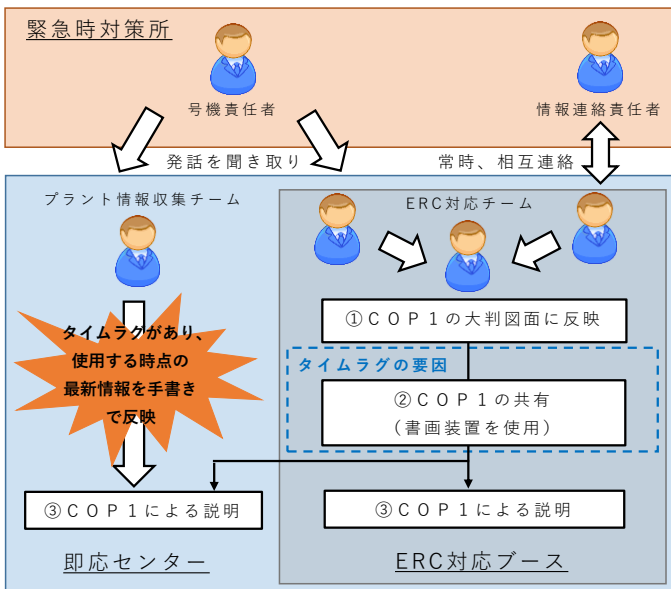 緊急時対策所
号機責任者
情報連絡責任者
発話を聞き取り
常時、相互連絡
プラント情報収集チーム
ERC対応チーム
タイムラグがあり、
使用する時点の
最新情報を手書き
で反映
①ＣＯＰ１の大判図面に反映
タイムラグの要因
②ＣＯＰ１の共有
（書画装置を使用）
③ＣＯＰ１による説明
③ＣＯＰ１による説明
即応センター
ERC対応ブース